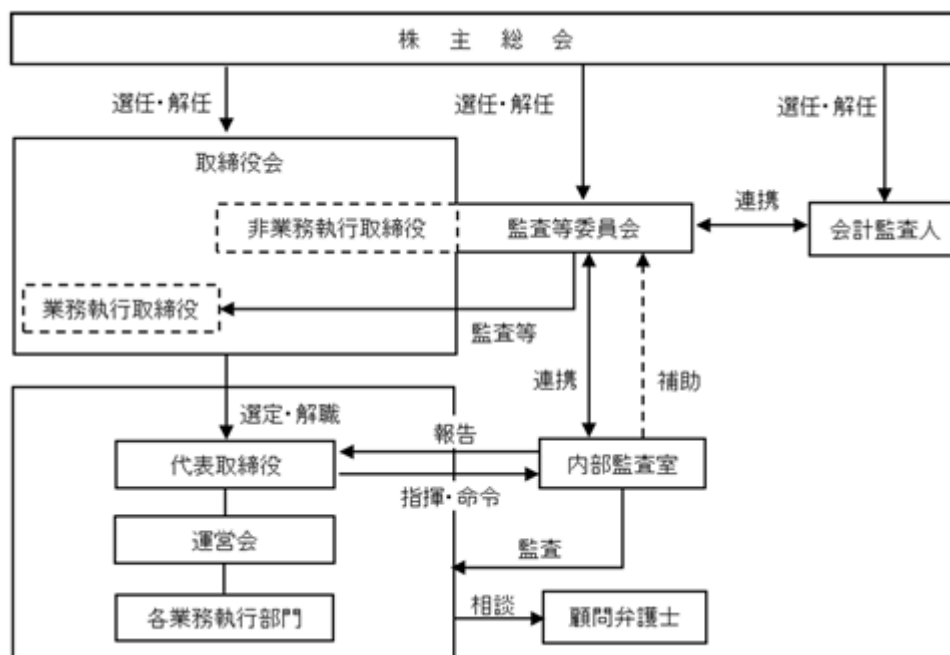 株主総会
選任・解任
選任・解任
選任・解任
取締役会
非業務執行取締役
監査等委員会
連携
会計監査人
業務執行取締役
監査等
連携
補助
選定・解職
報告
代表取締役
内部監査室
指揮・命令
運営会
監査
各業務執行部門
相談
顧問弁護士